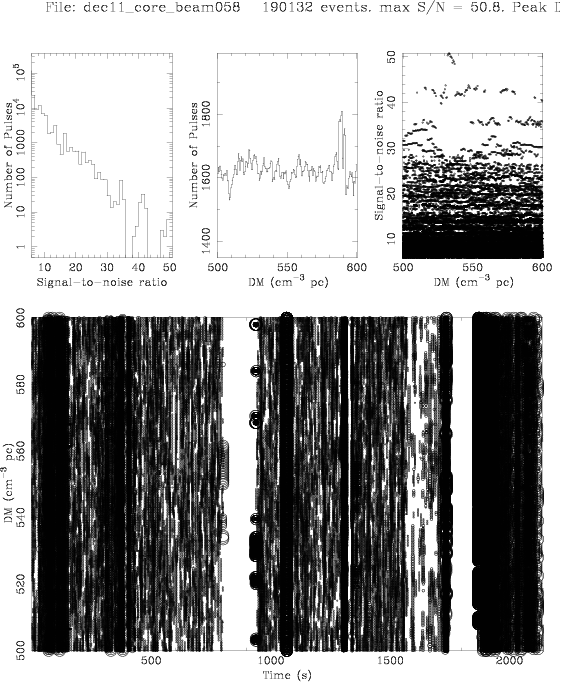 File: dec11_core_beam058 190132 events. max S/N = 50.8. Peak D
Number of Pulses
1 10 100 1000 10⁴ 10⁵
10 20 30 40 50
Signal-to-noise ratio
Number of Pulses
1400 1600 1800
500 550 600
DM (cm⁻³ pc)
Signal-to-noise ratio
10 20 30 40 50
500 550 600
DM (cm⁻³ pc)
DM (cm⁻³ pc)
500 520 540 560 580 600
500 1000 1500 2000
Time (s)